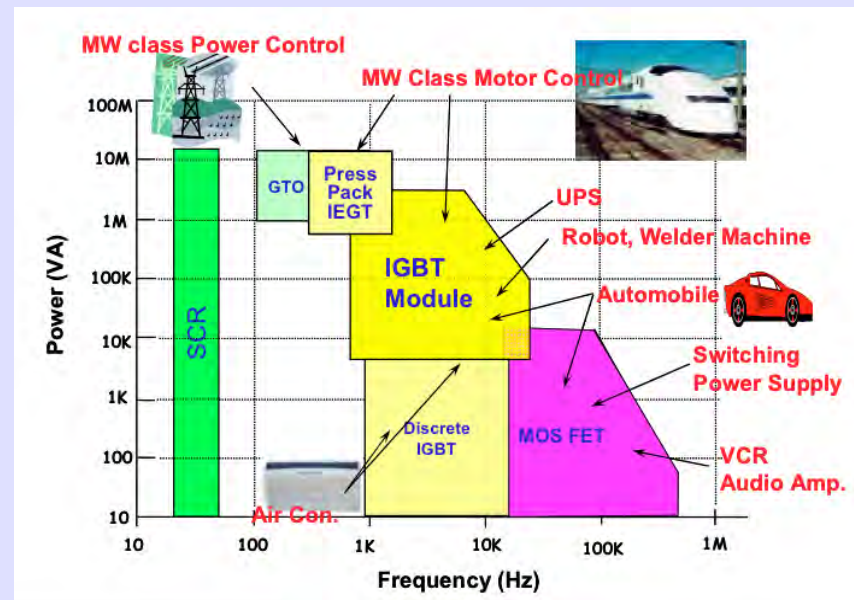 MW class Power Control
MW Class Motor Control
100M
10M
1M
100K
10K
1K
100
10
Power (VA)
SCR
GTO
Press
Pack
IEGT
IGBT
Module
Discrete
IGBT
MOS FET
UPS
Robot, Welder Machine
Automobile
Switching
Power Supply
VCR
Audio Amp.
Air Con.
10
100
1K
10K
100K
1M
Frequency (Hz)